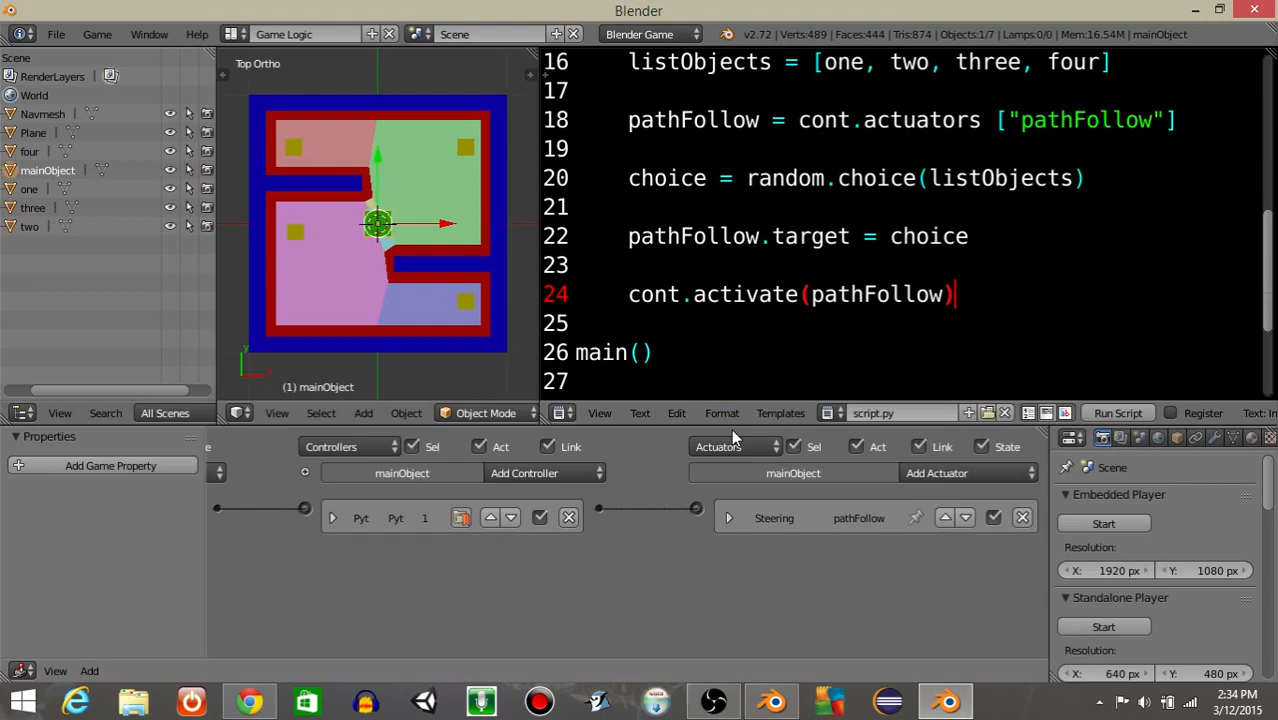 Blender
File Game Window Help Game Logic Scene Blender Game v2.72 | Verts:489 | Faces:444 | Tris:874 | Objects:1/7 | Lamps:0/0 | Mem:16.54M | mainObject
Scene
RenderLayers
World
Navmesh
Plane
four
mainObject
one
three
two
View Search All Scenes
Top Ortho
(1) mainObject
View Select Add Object Object Mode
16 listObjects = [one, two, three, four]
17
18 pathFollow = cont.actuators ["pathFollow"]
19
20 choice = random.choice(listObjects)
21
22 pathFollow.target = choice
23
24 cont.activate(pathFollow)
25
26 main()
27
View Text Edit Format Templates script.py Run Script Register Text: In
Properties
Add Game Property
e Controllers Sel Act Link
mainObject Add Controller
Pyt Pyt 1
Actuators Sel Act Link State
mainObject Add Actuator
Steering pathFollow
View Add
Scene
Embedded Player
Start
Resolution:
X: 1920 px Y: 1080 px
Standalone Player
Start
Resolution:
X: 640 px Y: 480 px
2:34 PM
3/12/2015